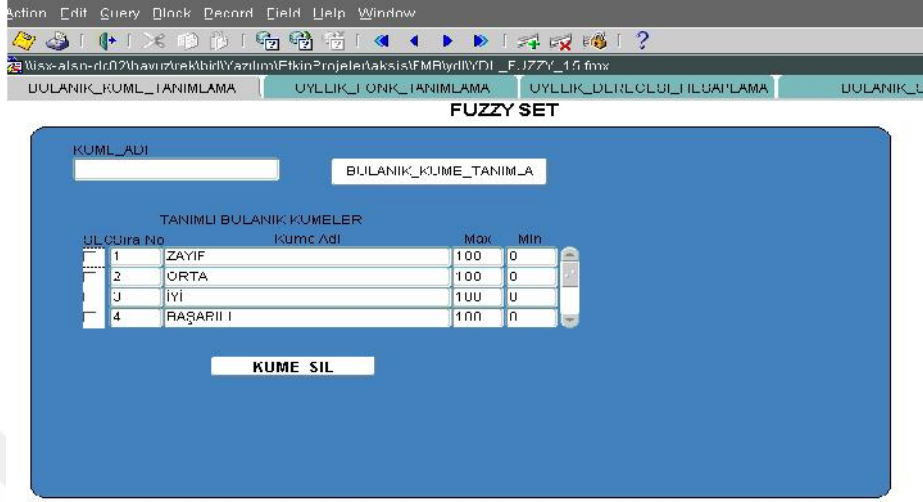 Action Edit Query Block Record Field Help Window
BULANIK_KUME_TANIMLAMA UYELIK_FONK_TANIMLAMA UYELIK_DERECESI_HESAPLAMA
FUZZY SET
KUME_ADI
BULANIK_KUME_TANIMLA
TANIMLI BULANIK KUMELER
SEC Sıra No Kume Adi Max Min
1 ZAYIF 100 0
2 ORTA 100 0
3 İYİ 100 0
4 BAŞARILI 100 0
KUME SIL